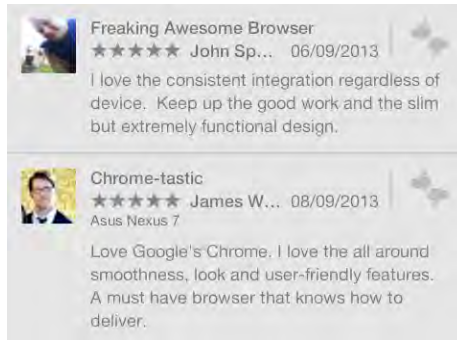 Freaking Awesome Browser
★★★★★ John Sp... 06/09/2013
I love the consistent integration regardless of
device. Keep up the good work and the slim
but extremely functional design.
Chrome-tastic
★★★★★ James W... 08/09/2013
Asus Nexus 7
Love Google's Chrome. I love the all around
smoothness, look and user-friendly features.
A must have browser that knows how to
deliver.